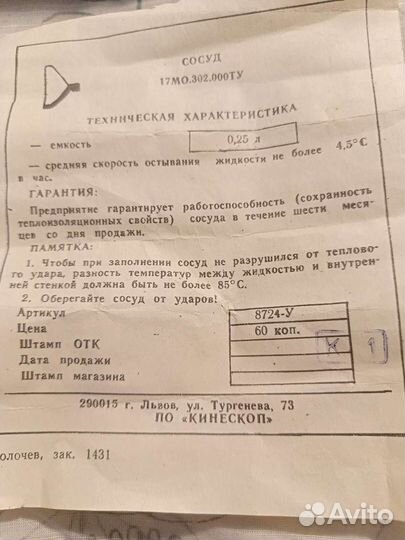 СОСУД
17МО.302.000ТУ
ТЕХНИЧЕСКАЯ ХАРАКТЕРИСТИКА
— емкость 0,25 л
— средняя скорость остывания жидкости не более 4,5°С
в час.
ГАРАНТИЯ:
Предприятие гарантирует работоспособность (сохранность
теплоизоляционных свойств) сосуда в течение шести меся-
цев со дня продажи.
ПАМЯТКА:
1. Чтобы при заполнении сосуд не разрушился от теплово-
го удара, разность температур между жидкостью и внутрен-
ней стенкой должна быть не более 85°С.
2. Оберегайте сосуд от ударов!
Артикул 8724-У
Цена 60 коп.
Штамп ОТК К 1
Дата продажи
Штамп магазина
290015 г. Львов, ул. Тургенева, 73
ПО «КИНЕСКОП»
олочев, зак. 1431
Avito